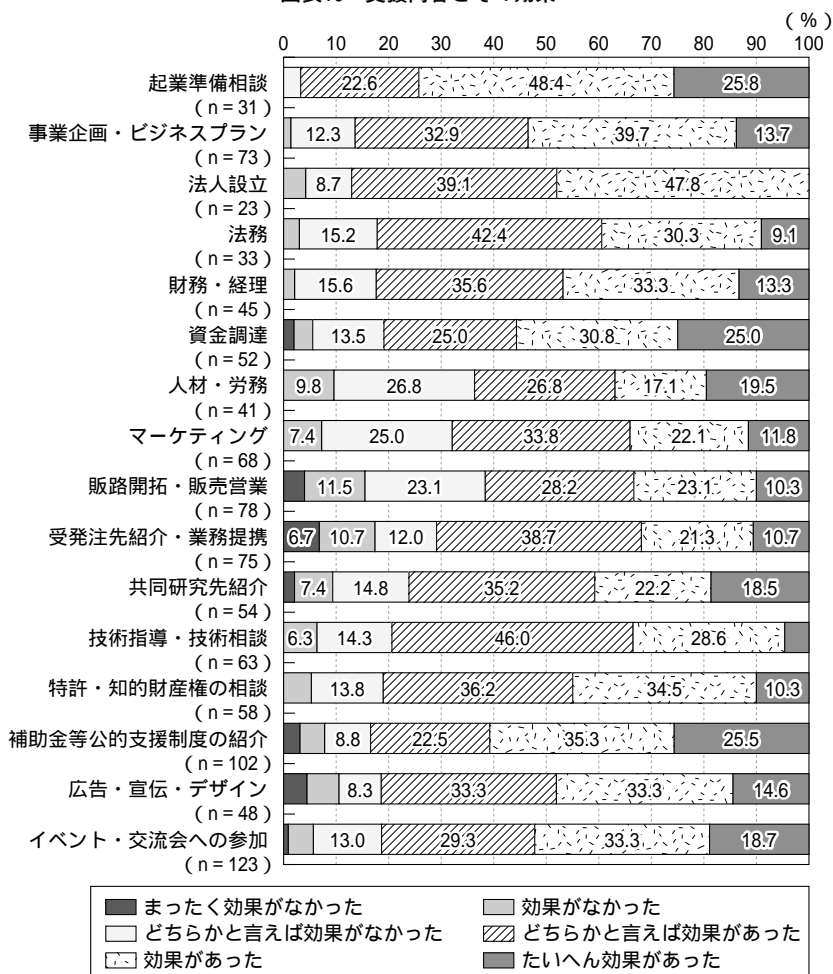 (%)
0 10 20 30 40 50 60 70 80 90 100
起業準備相談 22.6 48.4 25.8
(n=31)
事業企画・ビジネスプラン 12.3 32.9 39.7 13.7
(n=73)
法人設立 8.7 39.1 47.8
(n=23)
法務 15.2 42.4 30.3 9.1
(n=33)
財務・経理 15.6 35.6 33.3 13.3
(n=45)
資金調達 13.5 25.0 30.8 25.0
(n=52)
人材・労務 9.8 26.8 26.8 17.1 19.5
(n=41)
マーケティング 7.4 25.0 33.8 22.1 11.8
(n=68)
販路開拓・販売営業 11.5 23.1 28.2 23.1 10.3
(n=78)
受発注先紹介・業務提携 6.7 10.7 12.0 38.7 21.3 10.7
(n=75)
共同研究先紹介 7.4 14.8 35.2 22.2 18.5
(n=54)
技術指導・技術相談 6.3 14.3 46.0 28.6
(n=63)
特許・知的財産権の相談 13.8 36.2 34.5 10.3
(n=58)
補助金等公的支援制度の紹介 8.8 22.5 35.3 25.5
(n=102)
広告・宣伝・デザイン 8.3 33.3 33.3 14.6
(n=48)
イベント・交流会への参加 13.0 29.3 33.3 18.7
(n=123)
まったく効果がなかった 効果がなかった
どちらかと言えば効果がなかった どちらかと言えば効果があった
効果があった たいへん効果があった